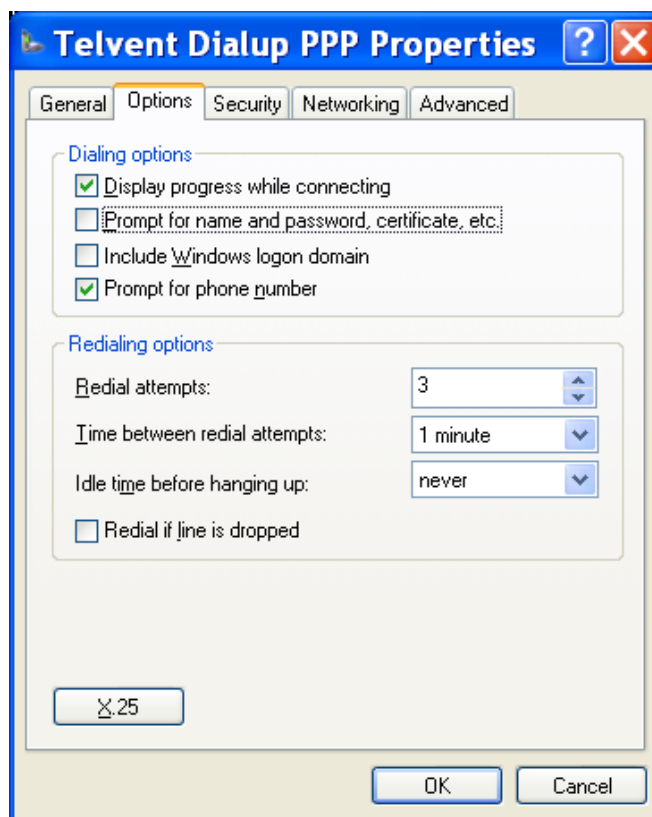 Telvent Dialup PPP Properties
General Options Security Networking Advanced
Dialing options
Display progress while connecting
Prompt for name and password, certificate, etc.
Include Windows logon domain
Prompt for phone number
Redialing options
Redial attempts: 3
Time between redial attempts: 1 minute
Idle time before hanging up: never
Redial if line is dropped
X.25
OK Cancel